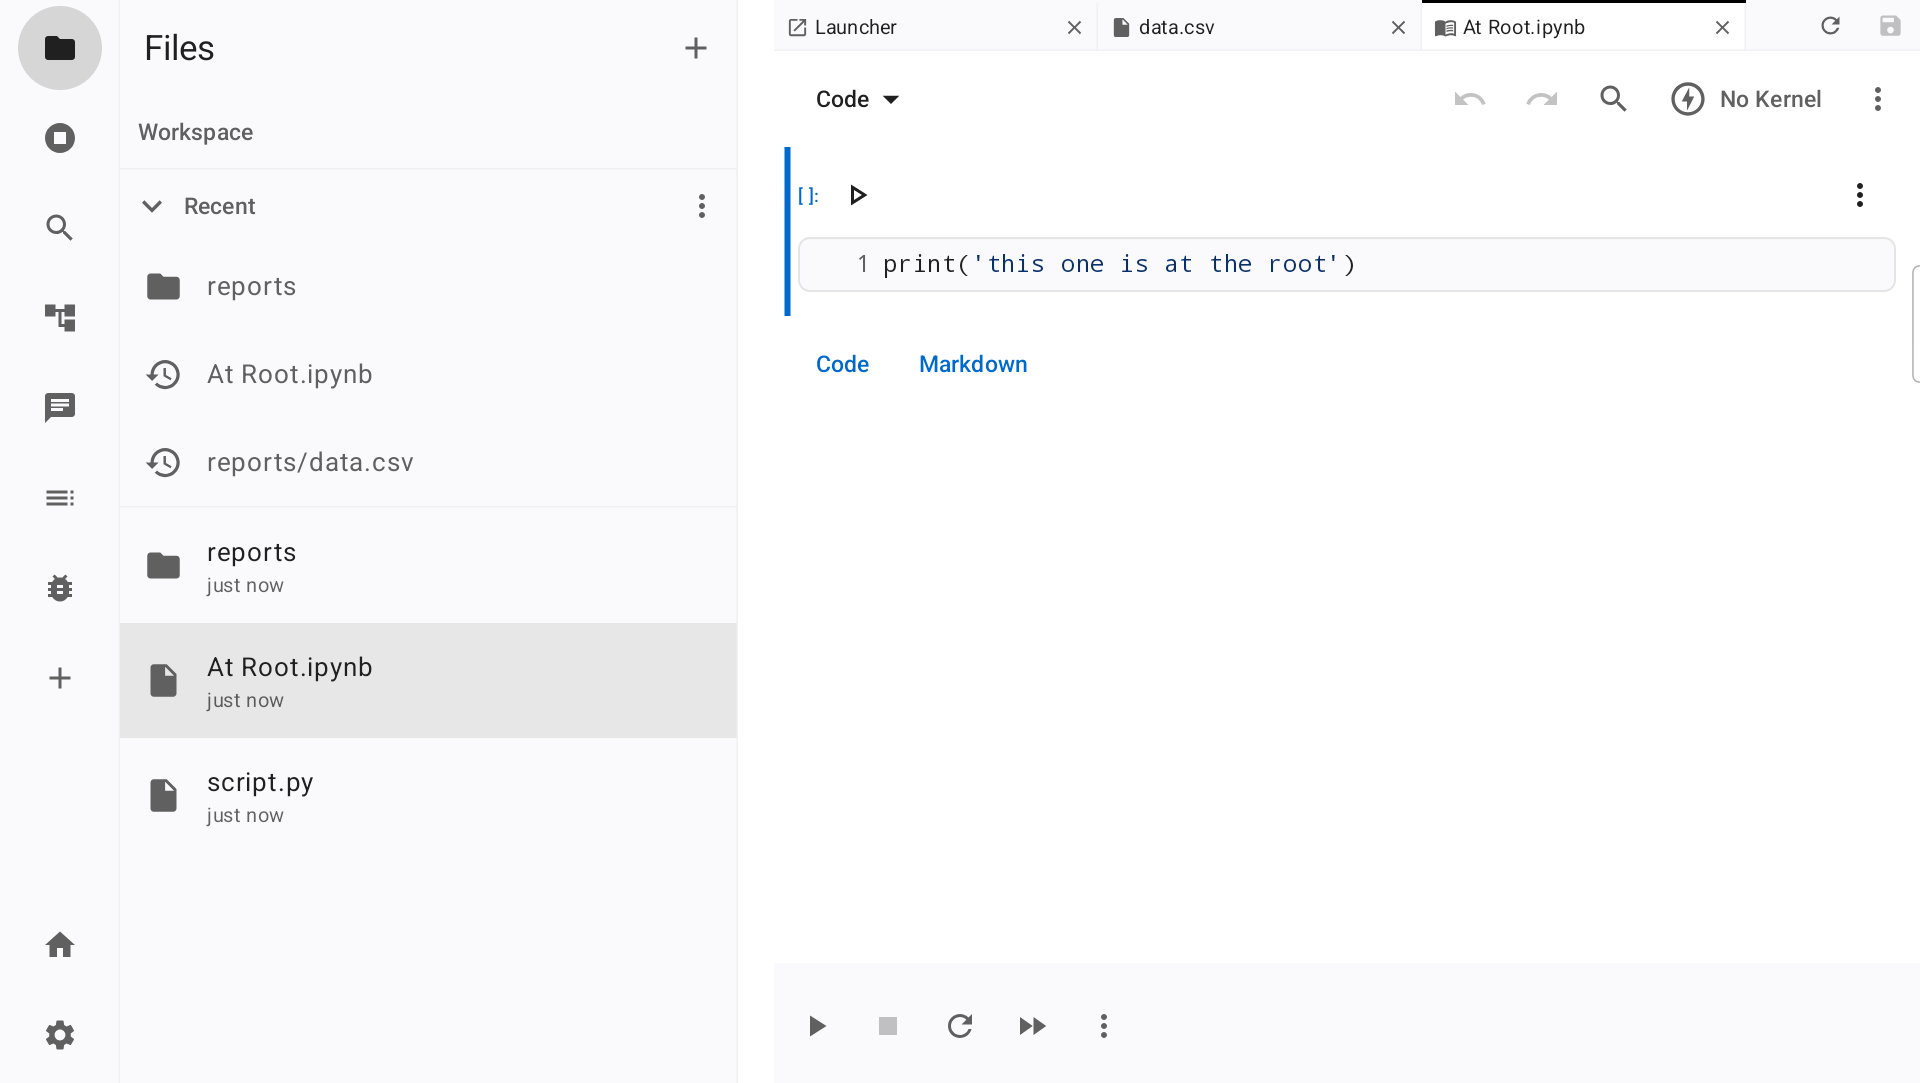 Files
Workspace
Recent
reports
At Root.ipynb
reports/data.csv
reports
just now
At Root.ipynb
just now
script.py
just now
Launcher
data.csv
At Root.ipynb
Code
No Kernel
[ ]:
1 print('this one is at the root')
Code Markdown